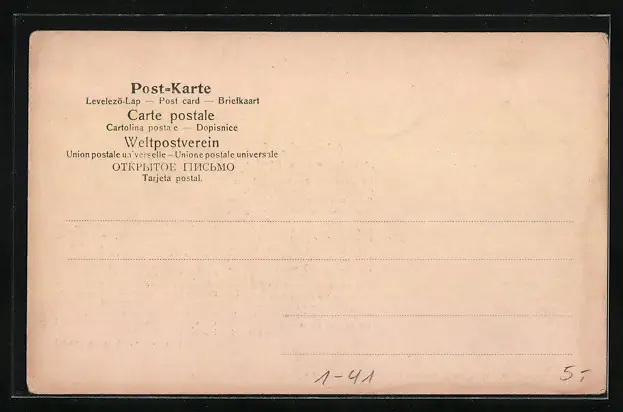 Post-Karte
Levelező-Lap — Post card — Briefkaart
Carte postale
Cartolina postale — Dopisnice
Weltpostverein
Union postale universelle – Unione postale universale
ОТКРЫТОЕ ПИСЬМО
Tarjeta postal.
1-41 5,-